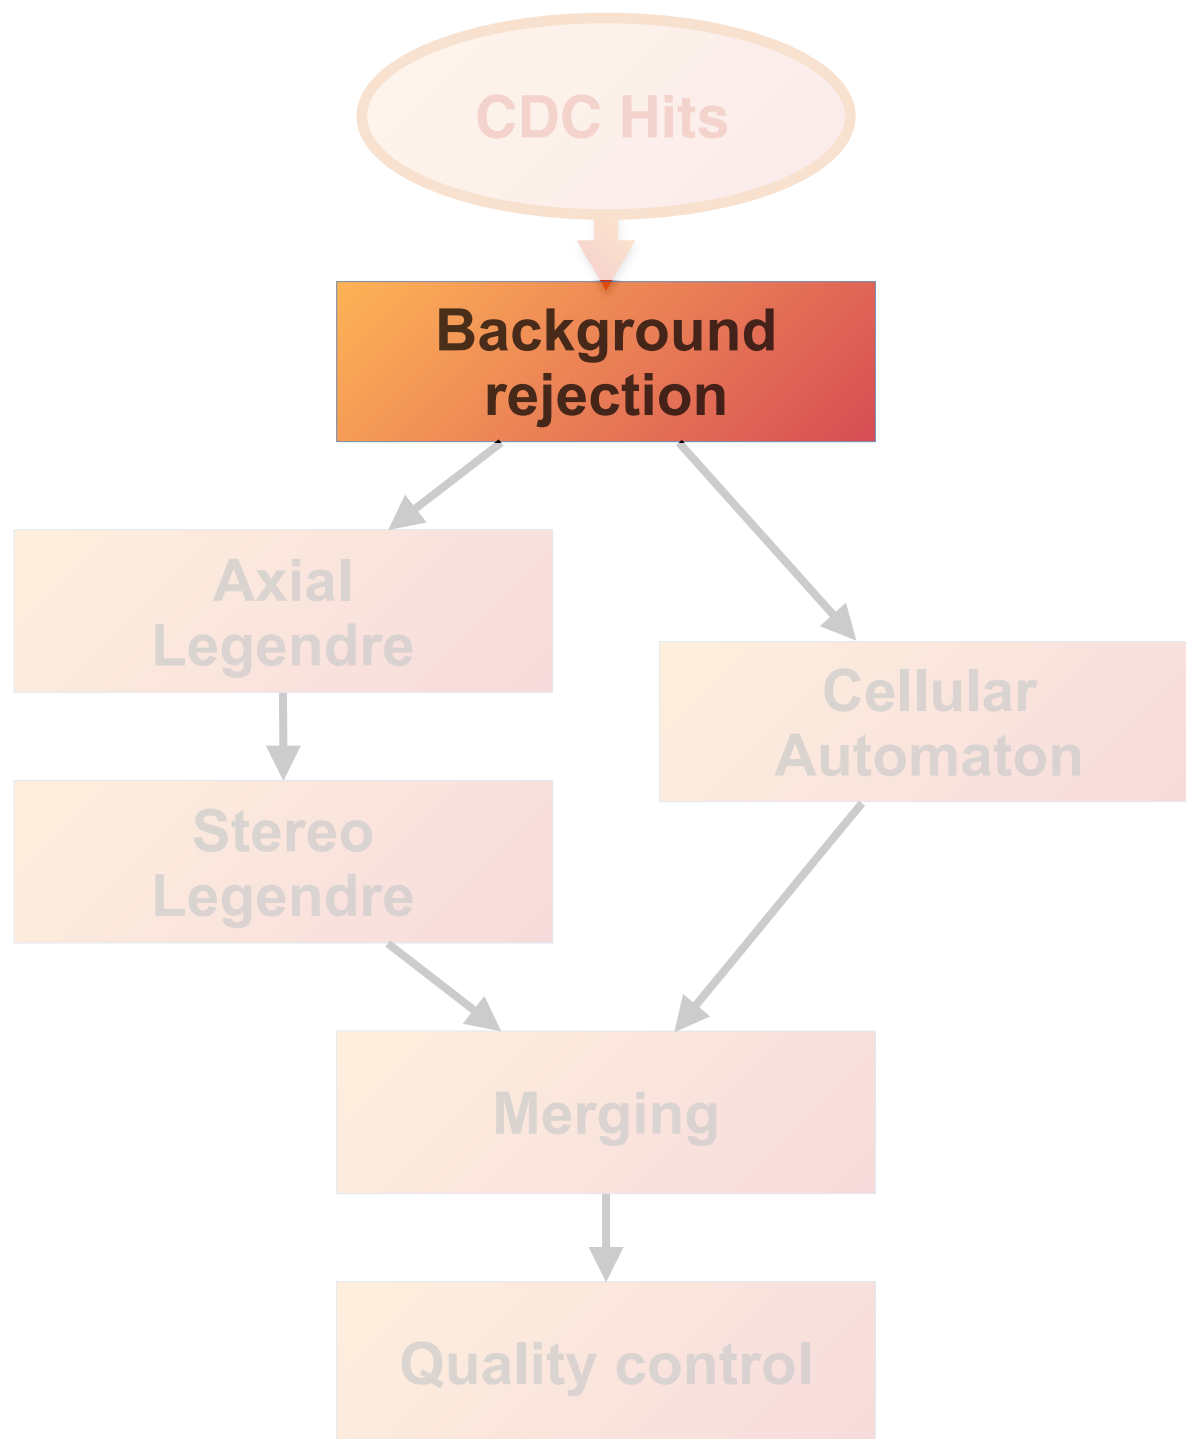 CDC Hits
Background
rejection
Axial
Legendre
Cellular
Automaton
Stereo
Legendre
Merging
Quality control